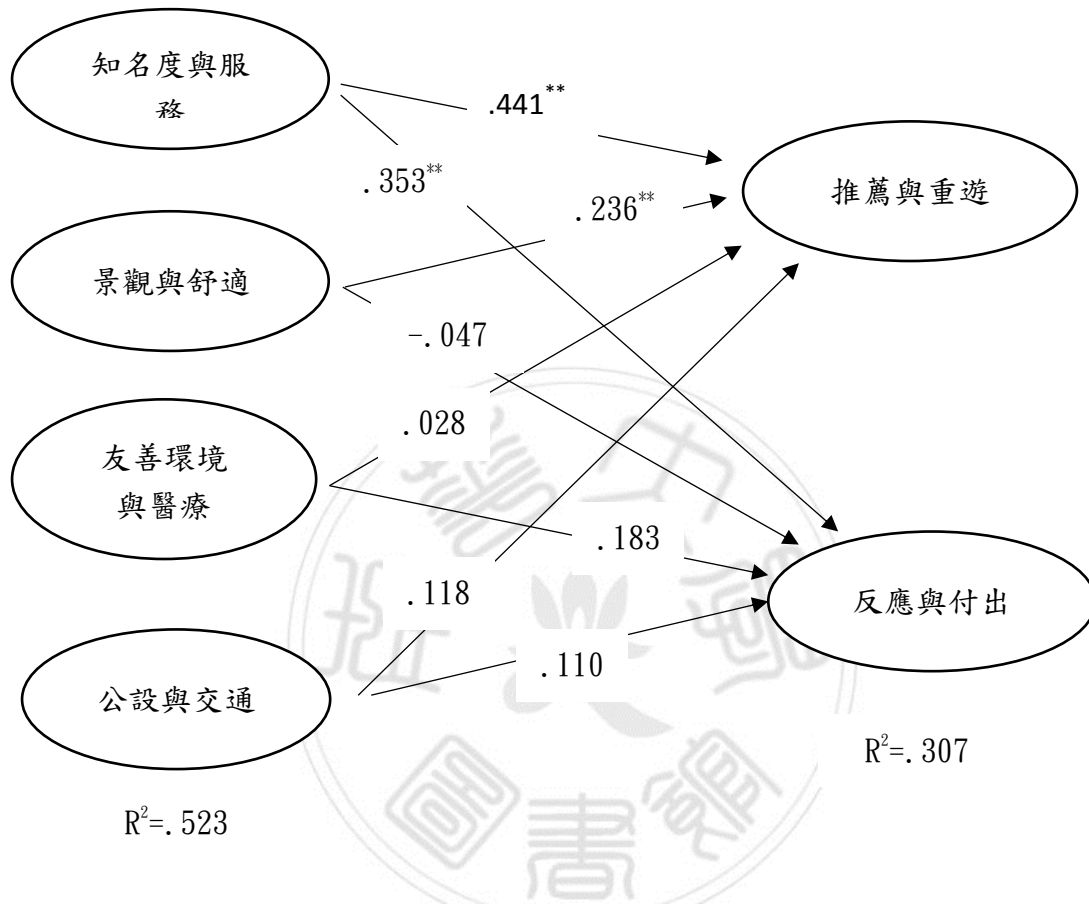 知名度與服
務
.441**
.353**
推薦與重遊
.236**
景觀與舒適
-.047
.028
友善環境
與醫療
.183
.118
反應與付出
.110
公設與交通
R²=.307
R²=.523
書